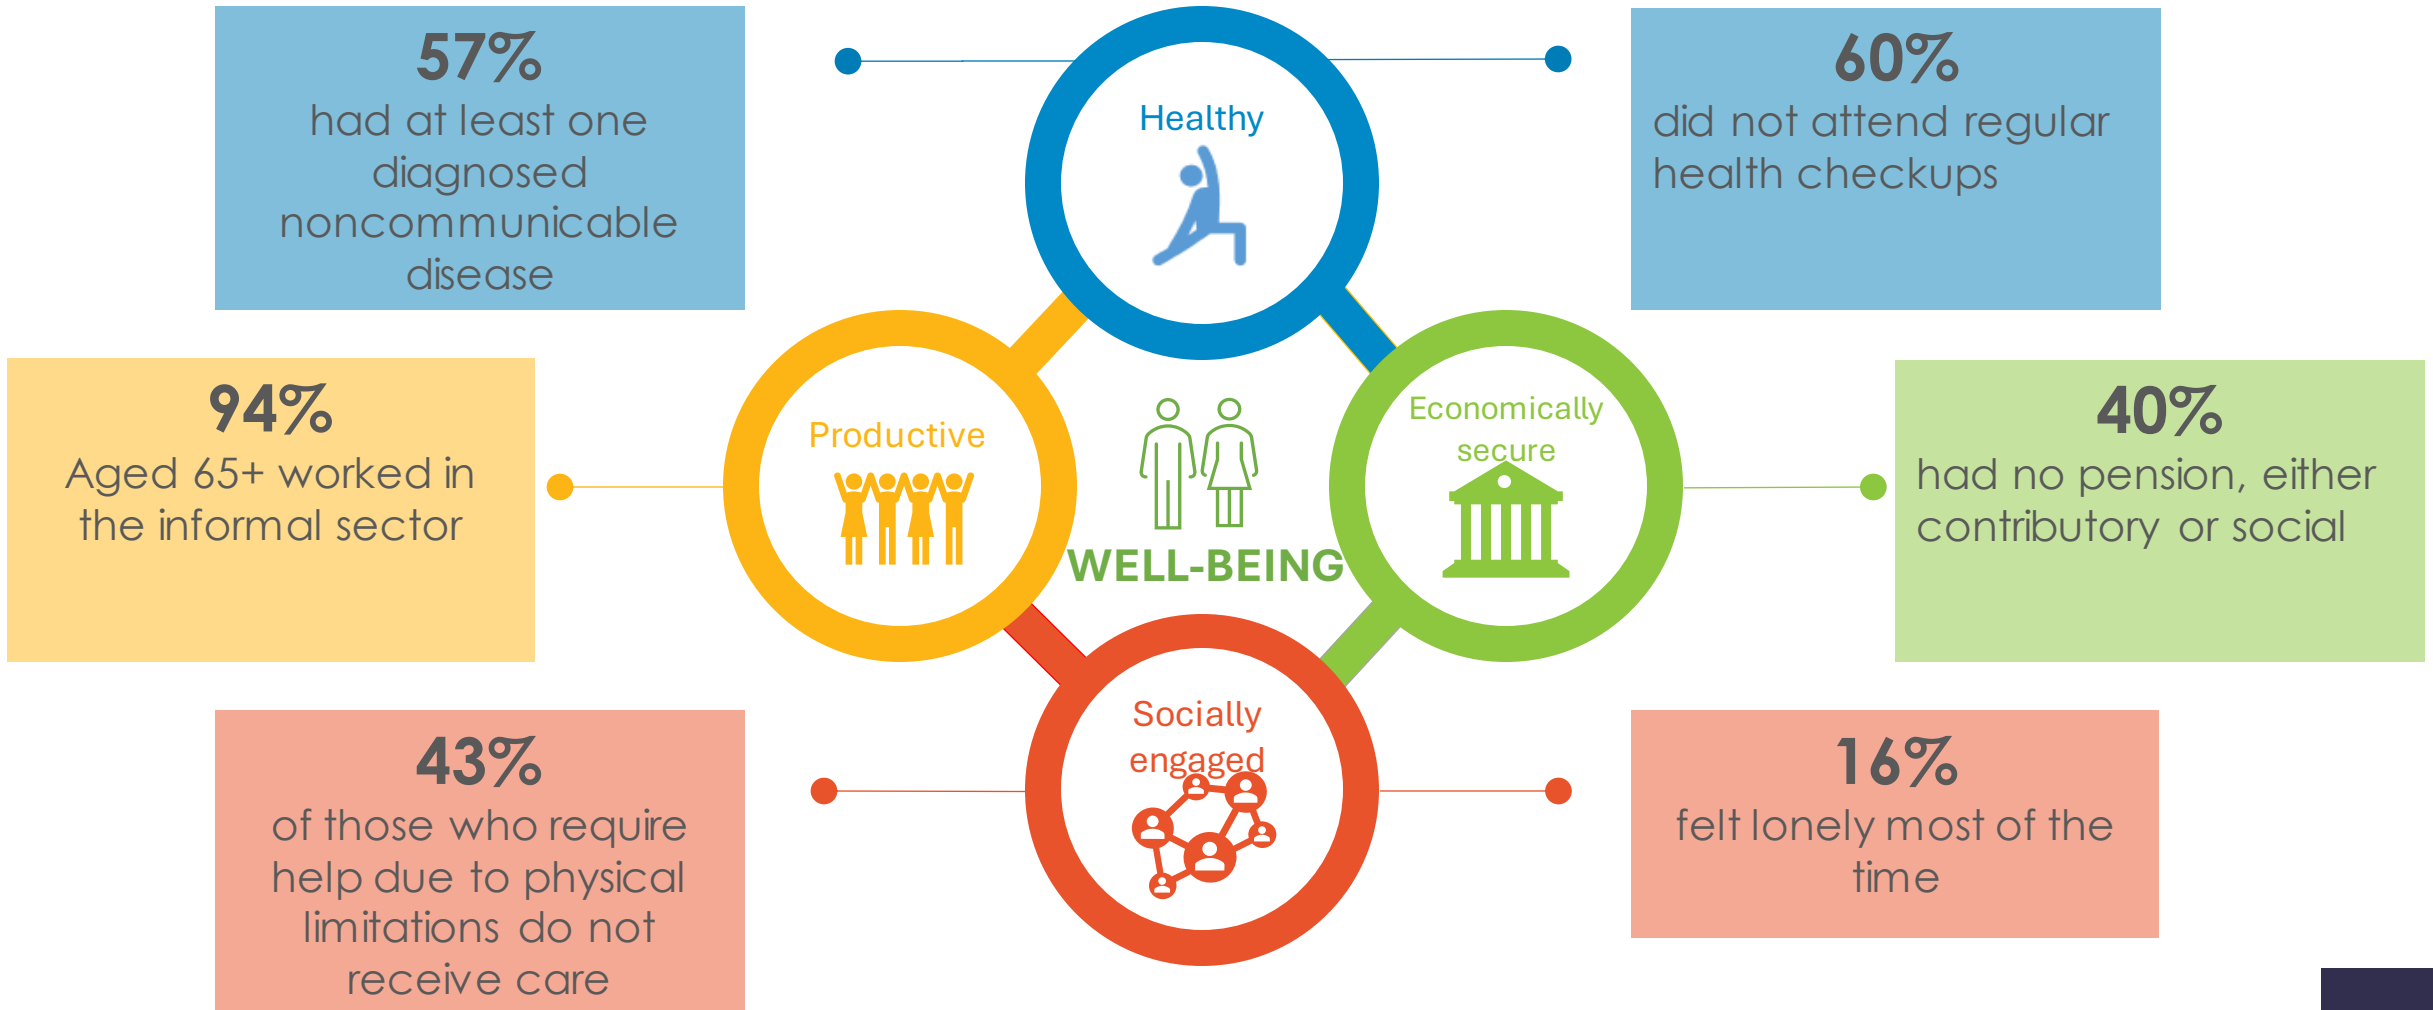 57%
had at least one
diagnosed
noncommunicable
disease
Healthy
60%
did not attend regular
health checkups
94%
Aged 65+ worked in
the informal sector
Productive
WELL-BEING
Economically
secure
40%
had no pension, either
contributory or social
43%
of those who require
help due to physical
limitations do not
receive care
Socially
engaged
16%
felt lonely most of the
time